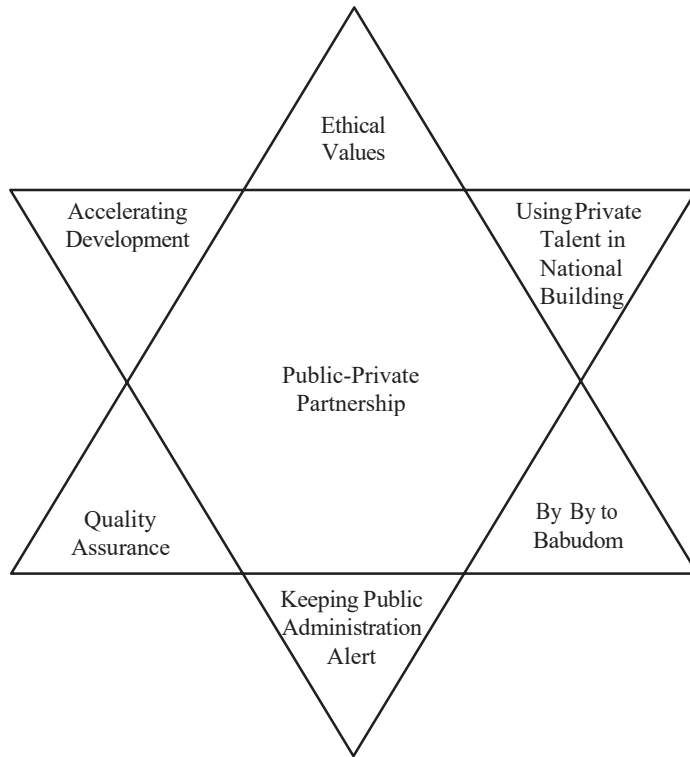 Ethical
Values
Accelerating
Development
Using Private
Talent in
National
Building
Public-Private
Partnership
Quality
Assurance
By By to
Babudom
Keeping Public
Administration
Alert